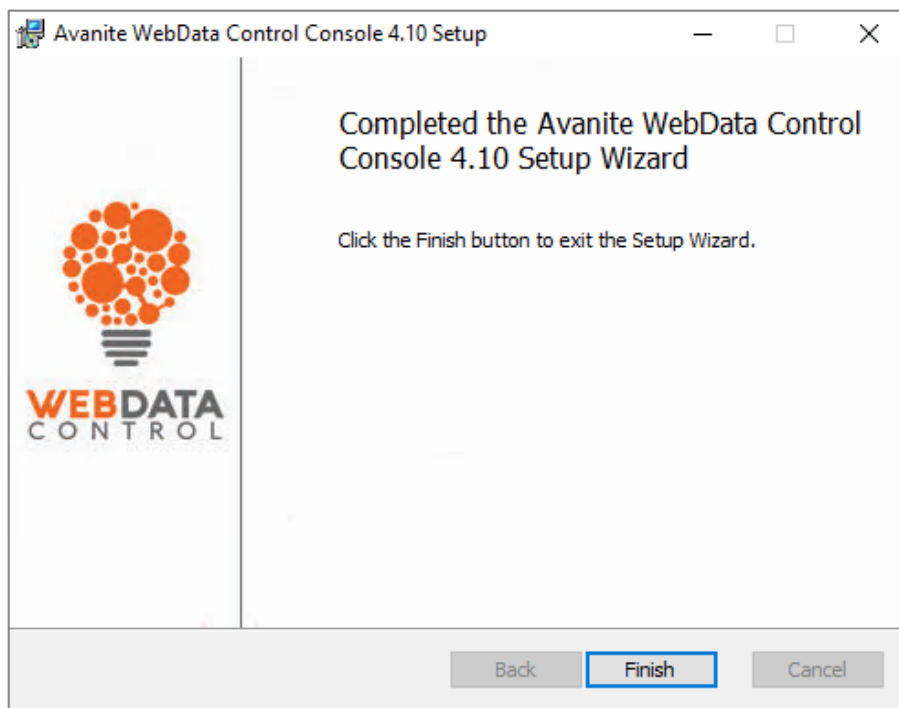 Avanite WebData Control Console 4.10 Setup
Completed the Avanite WebData Control
Console 4.10 Setup Wizard
Click the Finish button to exit the Setup Wizard.
WEBDATA
CONTROL
Back
Finish
Cancel